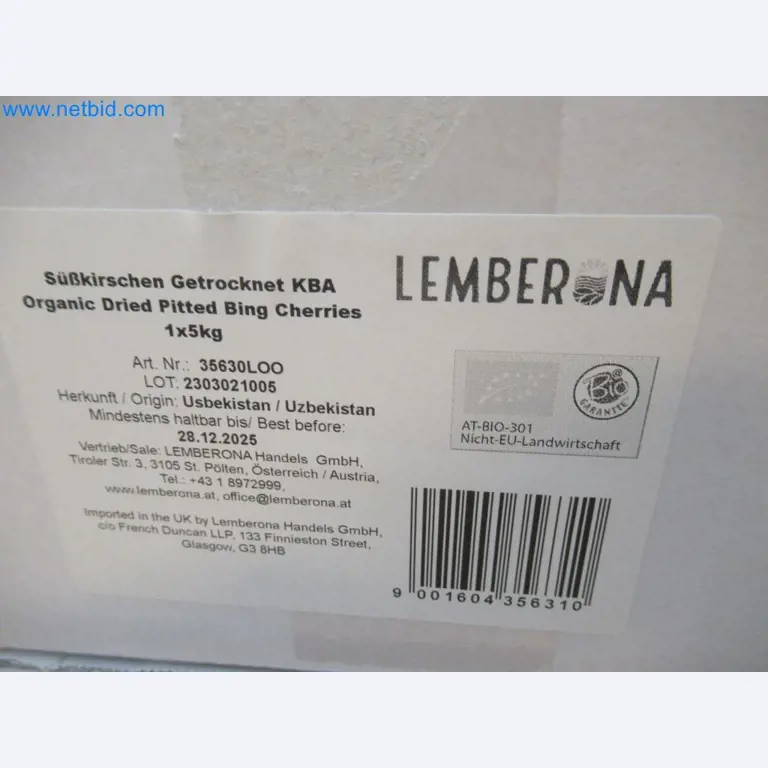 www.netbid.com
Süßkirschen Getrocknet KBA
Organic Dried Pitted Bing Cherries
1x5kg
Art. Nr.: 35630LOO
LOT: 2303021005
Herkunft / Origin: Usbekistan / Uzbekistan
Mindestens haltbar bis/ Best before:
28.12.2025
Vertrieb/Sale: LEMBERONA Handels GmbH,
Tiroler Str. 3, 3105 St. Pölten, Österreich / Austria,
Tel.: +43 1 8972999,
www.lemberona.at, office@lemberona.at
Imported in the UK by Lemberona Handels GmbH,
c/o French Duncan LLP, 133 Finnieston Street,
Glasgow, G3 8HB
LEMBERONA
Bio ®
GARANTIE
AT-BIO-301
Nicht-EU-Landwirtschaft
9 001604 356310